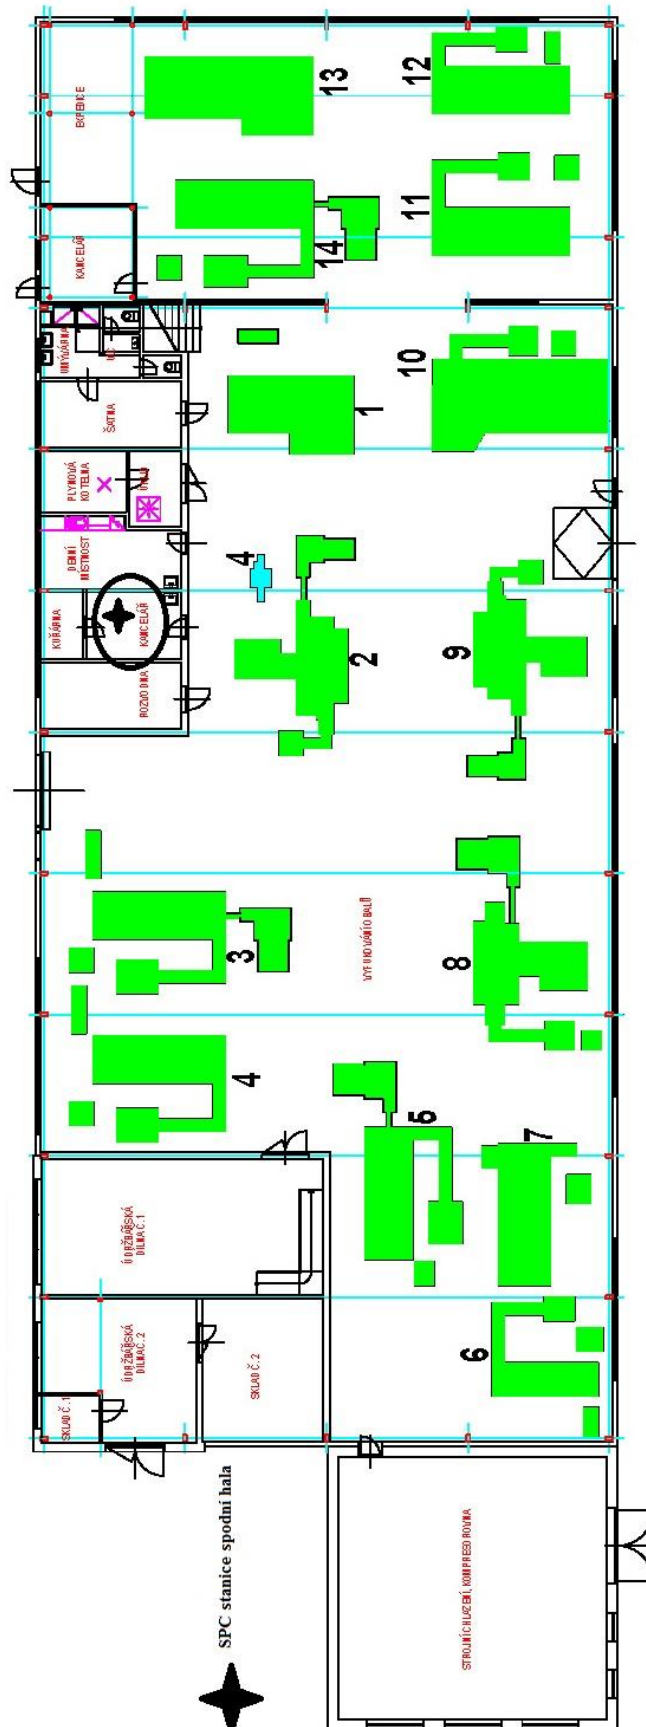 EXPEDICE
13
12
KANCELÁŘ
14
11
UMÝVÁRNA
WC
ŠATNA
1
10
PLYNOVÁ
KOTELNA
DENNÍ
MÍSTNOST
4
KUŘÁRNA
KANCELÁŘ
2
9
ROZVODNA
3
VYFUKOVÁNÍ OBALŮ
8
4
5
7
ÚDRŽBÁŘSKÁ
DÍLNA Č.1
ÚDRŽBÁŘSKÁ
DÍLNA Č.2
6
SKLAD Č.1
SKLAD Č.2
SPC stanice spodní hala
STROJNÍ CHLAZENÍ, KOMPRESOROVNA